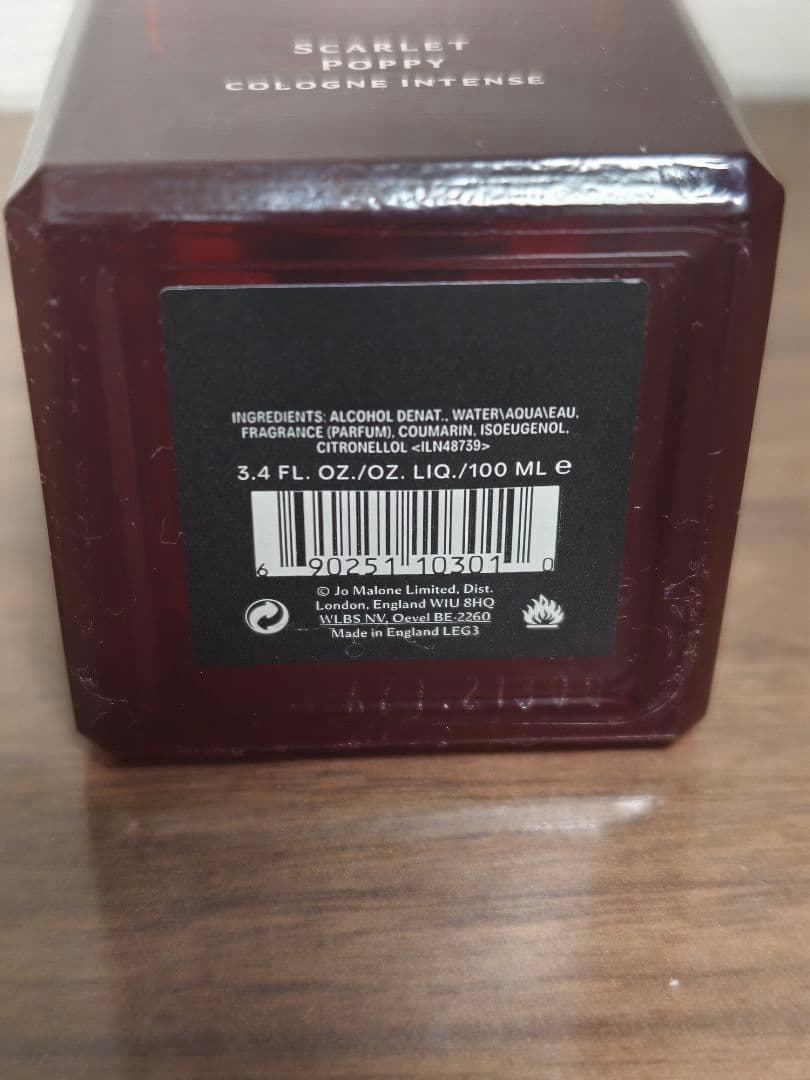 SCARLET
POPPY
COLOGNE INTENSE
INGREDIENTS: ALCOHOL DENAT., WATER\AQUA\EAU,
FRAGRANCE (PARFUM), COUMARIN, ISOEUGENOL,
CITRONELLOL <ILN48739>
3.4 FL. OZ./OZ. LIQ./100 ML ℮
6 90251 10301 0
© Jo Malone Limited, Dist.
London, England W1U 8HQ
WLBS NV, Oevel BE-2260
Made in England LEG3